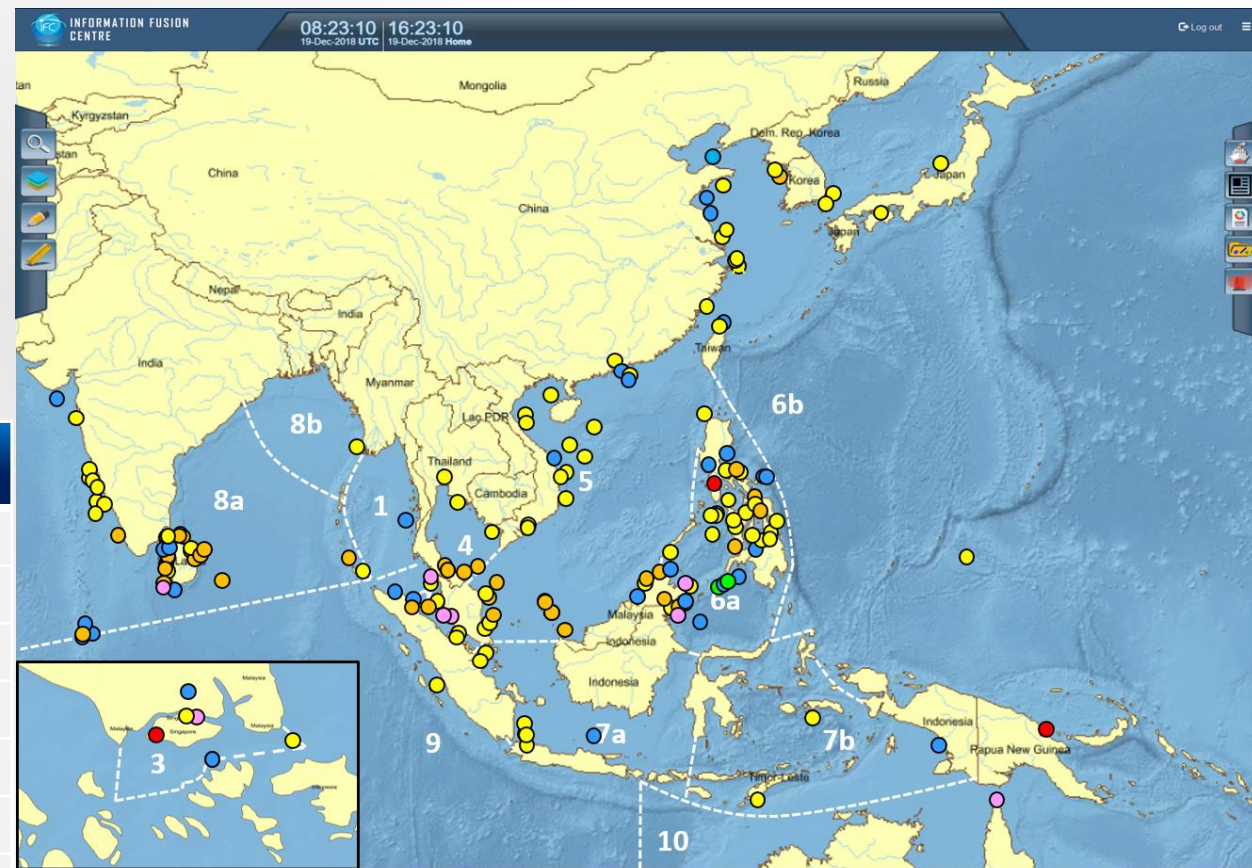 INFORMATION FUSION
CENTRE
IFC
08:23:10 | 16:23:10
19-Dec-2018 UTC | 19-Dec-2018 Home
Log out
Mongolia
Russia
Kyrgyzstan
Dem. Rep. Korea
China
Korea
Japan
China
Japan
Nepal
India
Taiwan
India
Myanmar
6b
8b
Lao PDR
Thailand
5
8a
1
Cambodia
4
6a
Malaysia
Indonesia
Indonesia
Indonesia
7a
7b
9
Papua New Guinea
Timor-Leste
10
Malaysia
Malaysia
Malaysia
Singapore
3